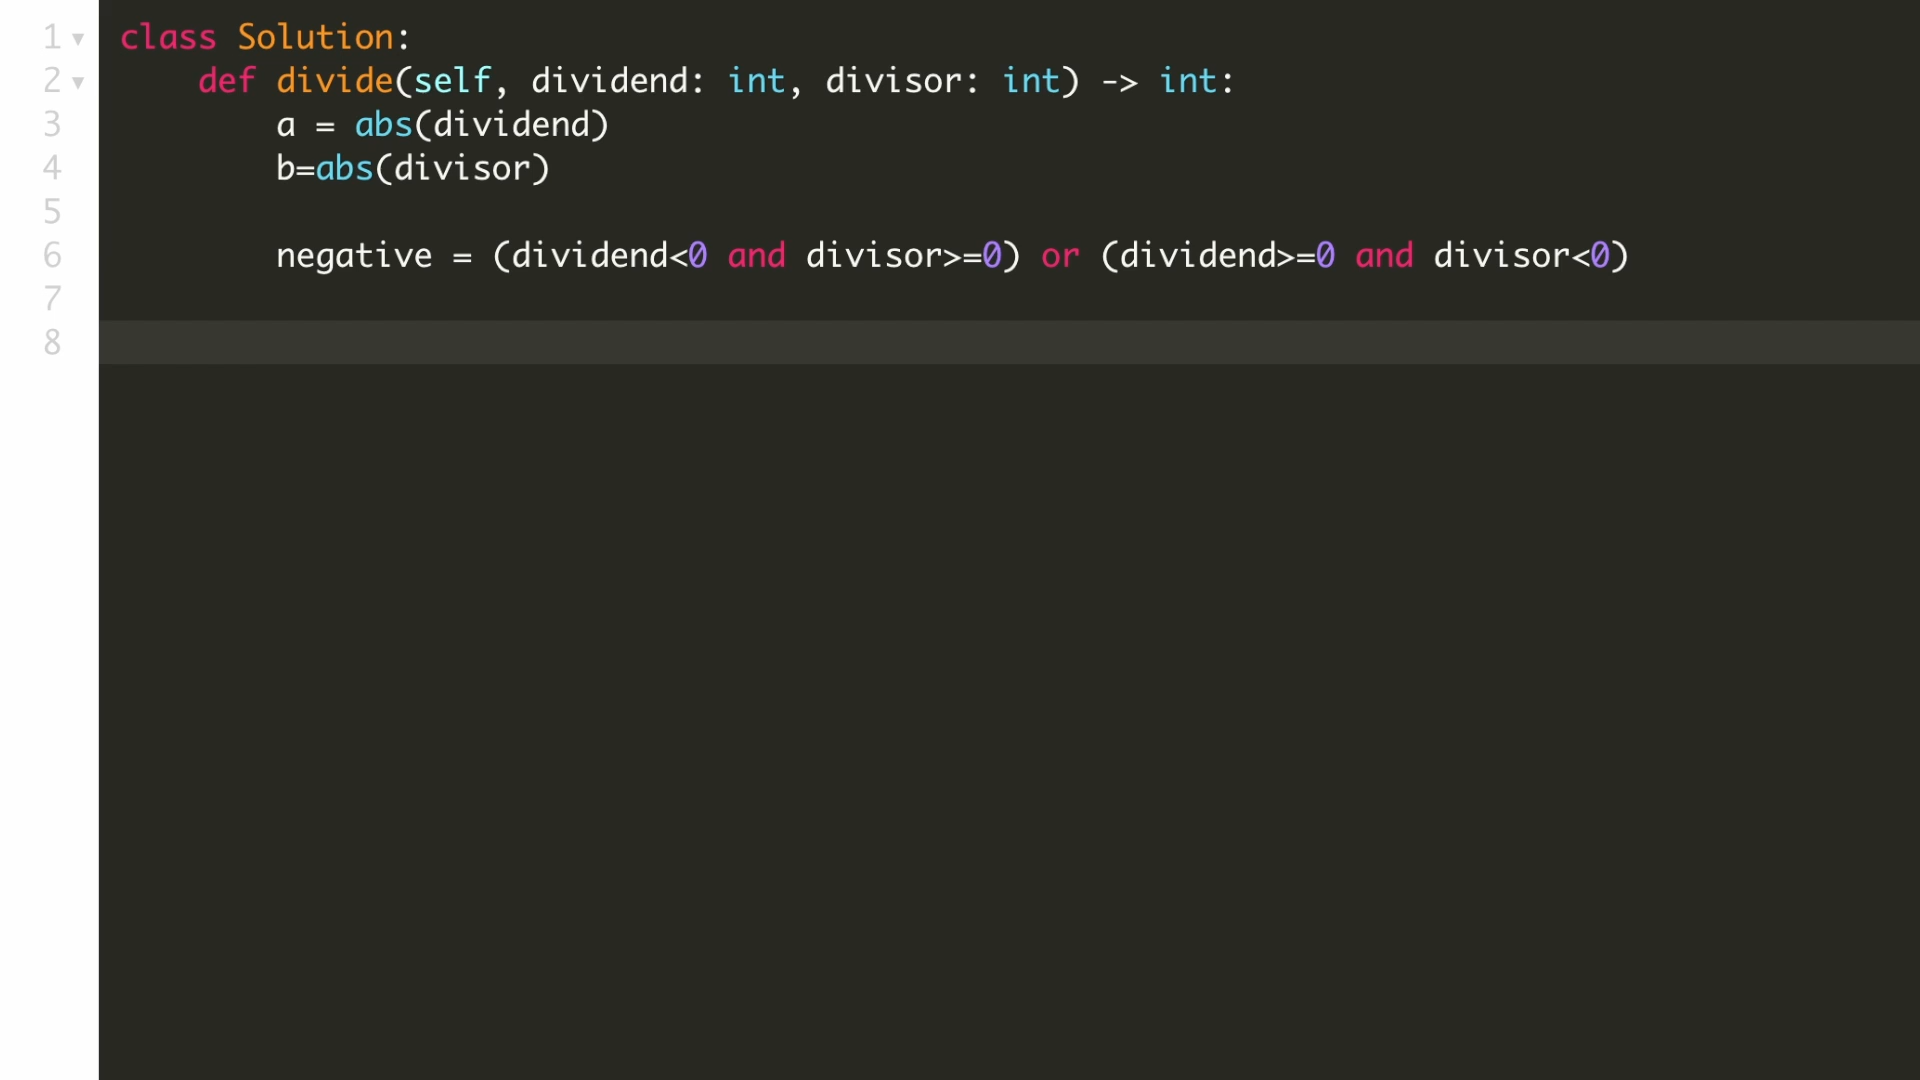 1 class Solution:
2     def divide(self, dividend: int, divisor: int) -> int:
3         a = abs(dividend)
4         b=abs(divisor)
5
6         negative = (dividend<0 and divisor>=0) or (dividend>=0 and divisor<0)
7
8